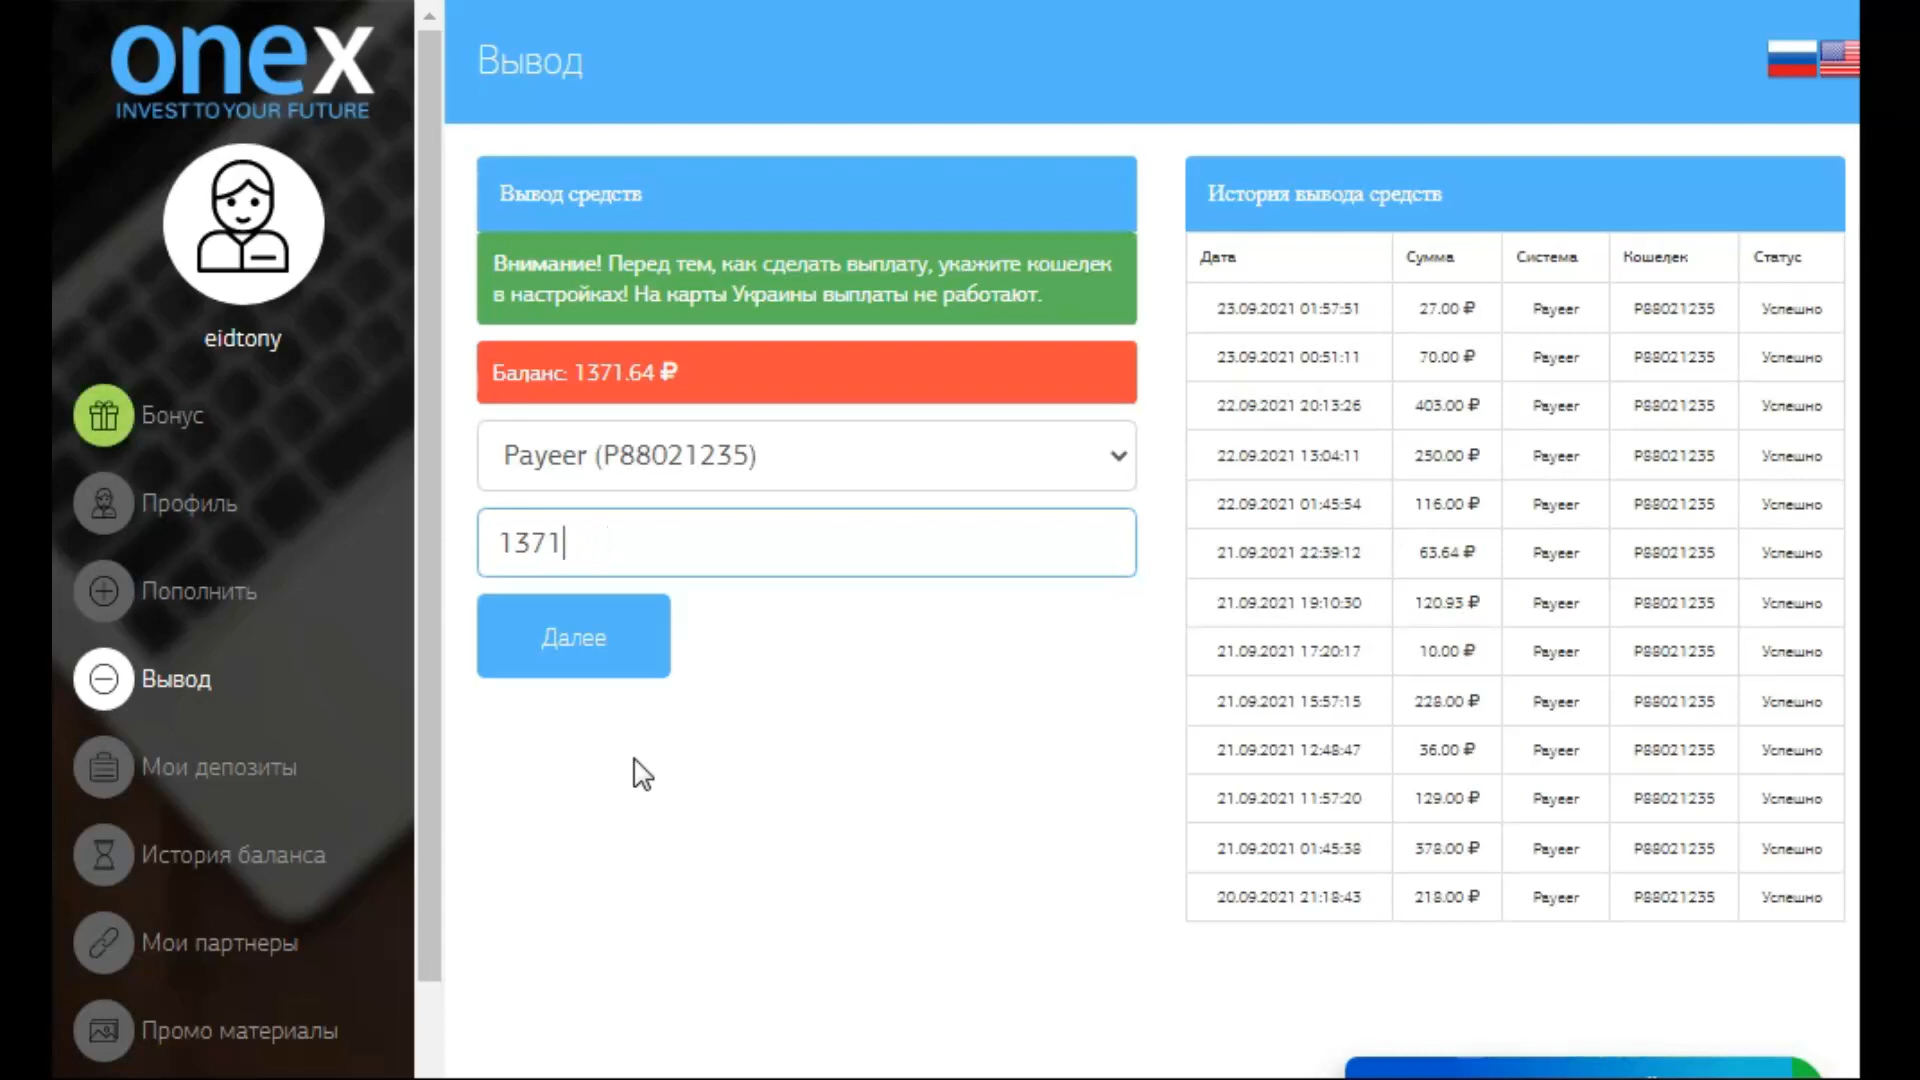 onex
INVEST TO YOUR FUTURE
eidtony
Бонус
Профиль
Пополнить
Вывод
Мои депозиты
История баланса
Мои партнеры
Промо материалы
Вывод
Вывод средств
Внимание! Перед тем, как сделать выплату, укажите кошелек
в настройках! На карты Украины выплаты не работают.
Баланс: 1371.64 ₽
Payeer (P88021235)
1371
Далее
История вывода средств
Дата Сумма Система Кошелек Статус
23.09.2021 01:57:51 27.00 ₽ Payeer P88021235 Успешно
23.09.2021 00:51:11 70.00 ₽ Payeer P88021235 Успешно
22.09.2021 20:13:26 403.00 ₽ Payeer P88021235 Успешно
22.09.2021 13:04:11 250.00 ₽ Payeer P88021235 Успешно
22.09.2021 01:45:54 116.00 ₽ Payeer P88021235 Успешно
21.09.2021 22:39:12 63.64 ₽ Payeer P88021235 Успешно
21.09.2021 19:10:30 120.93 ₽ Payeer P88021235 Успешно
21.09.2021 17:20:17 10.00 ₽ Payeer P88021235 Успешно
21.09.2021 15:57:15 228.00 ₽ Payeer P88021235 Успешно
21.09.2021 12:48:47 36.00 ₽ Payeer P88021235 Успешно
21.09.2021 11:57:20 129.00 ₽ Payeer P88021235 Успешно
21.09.2021 01:45:38 378.00 ₽ Payeer P88021235 Успешно
20.09.2021 21:18:43 218.00 ₽ Payeer P88021235 Успешно